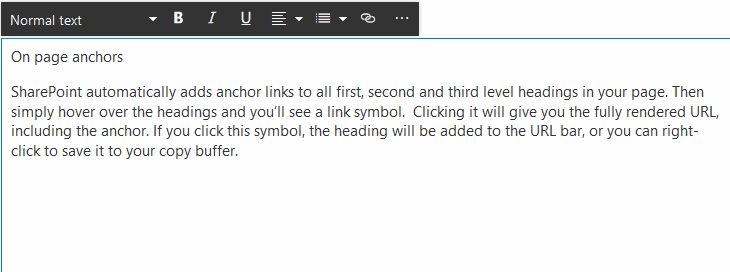 Normal text B I U
On page anchors
SharePoint automatically adds anchor links to all first, second and third level headings in your page. Then
simply hover over the headings and you’ll see a link symbol.  Clicking it will give you the fully rendered URL,
including the anchor. If you click this symbol, the heading will be added to the URL bar, or you can right-
click to save it to your copy buffer.